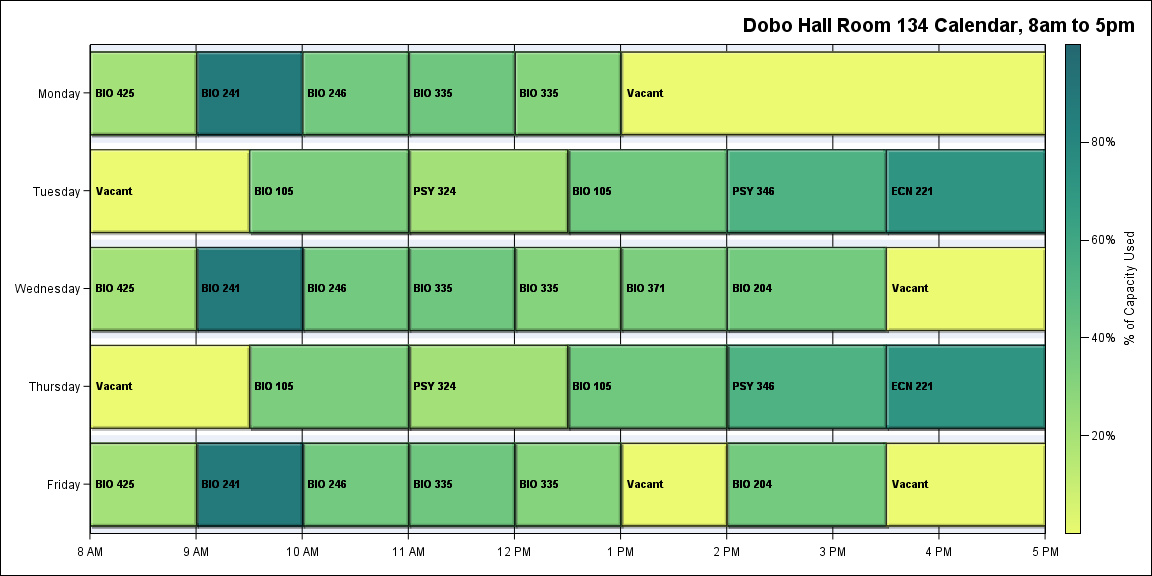 Dobo Hall Room 134 Calendar, 8am to 5pm
Monday
BIO 425 BIO 241 BIO 246 BIO 335 BIO 335 Vacant
Tuesday
Vacant BIO 105 PSY 324 BIO 105 PSY 346 ECN 221
Wednesday
BIO 425 BIO 241 BIO 246 BIO 335 BIO 335 BIO 371 BIO 204 Vacant
Thursday
Vacant BIO 105 PSY 324 BIO 105 PSY 346 ECN 221
Friday
BIO 425 BIO 241 BIO 246 BIO 335 BIO 335 Vacant BIO 204 Vacant
8 AM 9 AM 10 AM 11 AM 12 PM 1 PM 2 PM 3 PM 4 PM 5 PM
80%
60%
40%
20%
% of Capacity Used